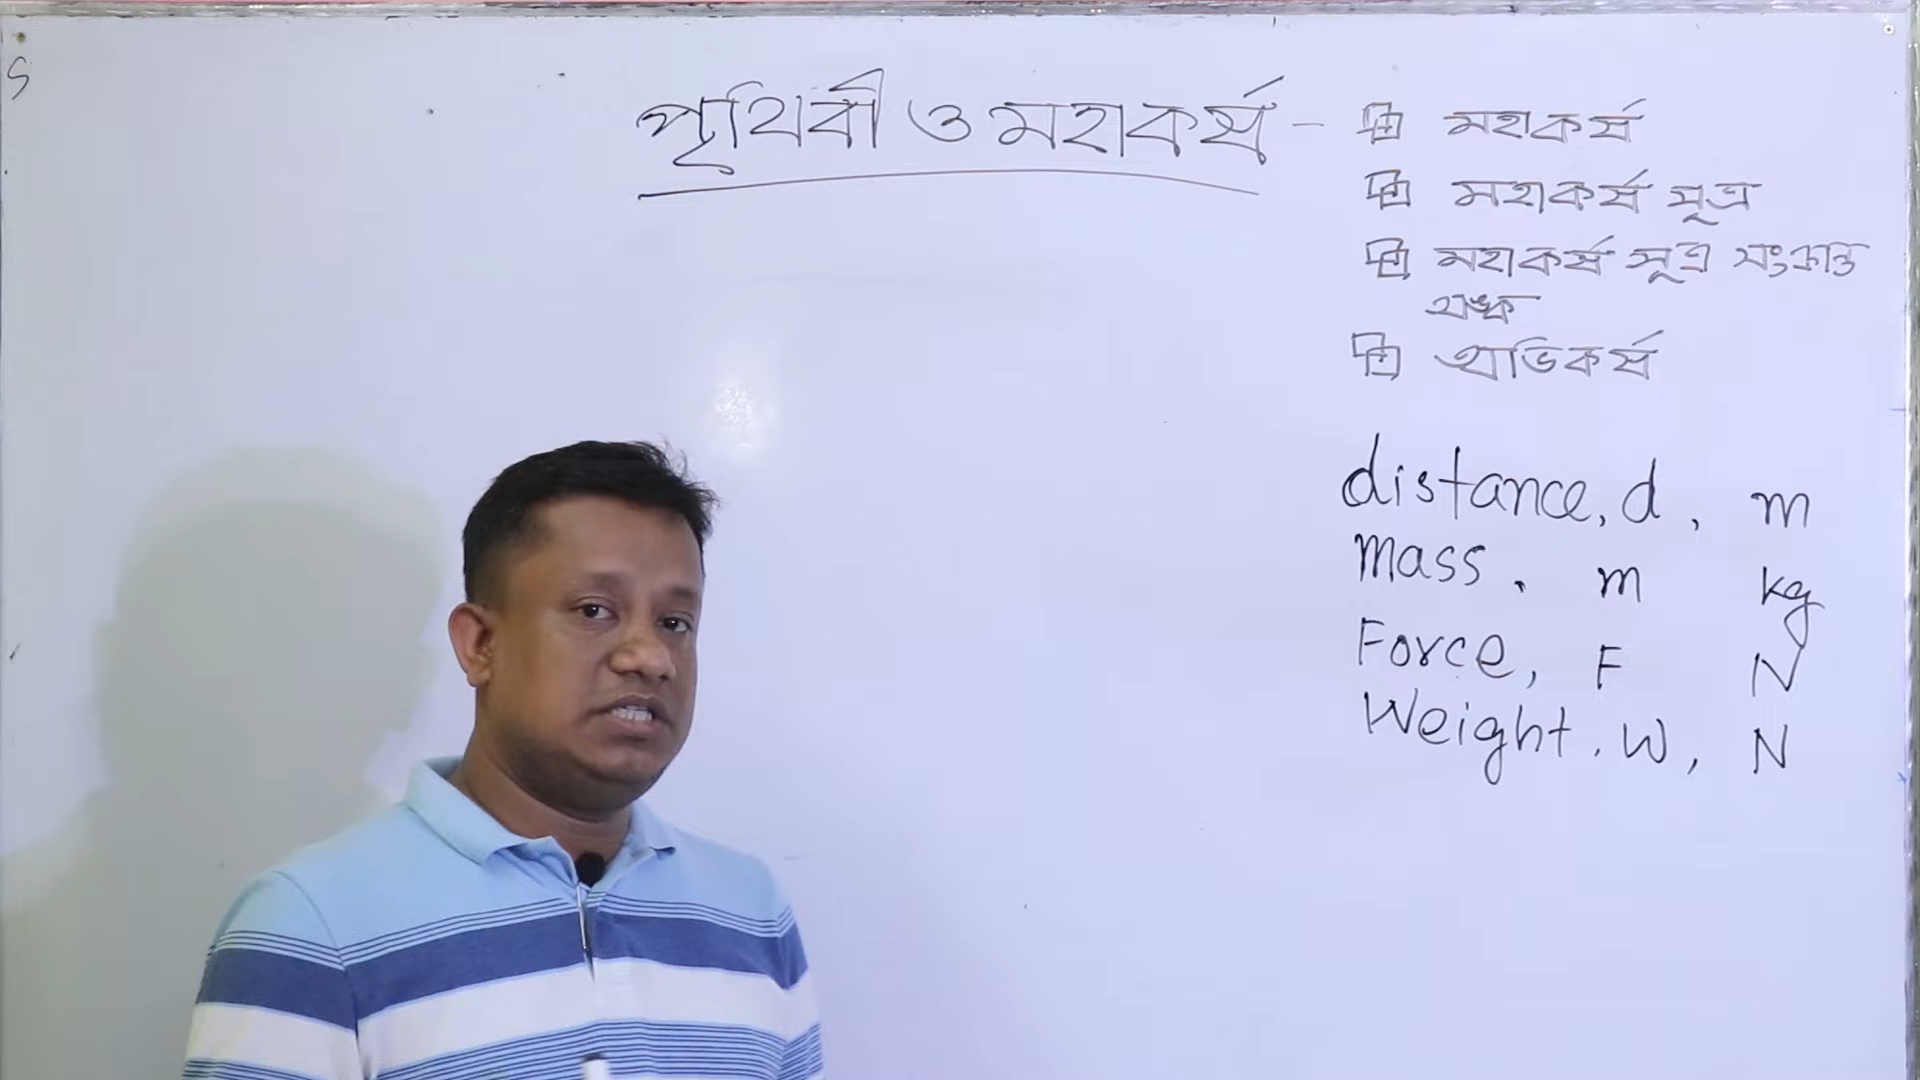 পৃথিবী ও মহাকর্ষ -
মহাকর্ষ
মহাকর্ষ সূত্র
মহাকর্ষ সূত্র সংক্রান্ত
অঙ্ক
অভিকর্ষ
distance, d, m
Mass, m kg
Force, F N
Weight, W, N